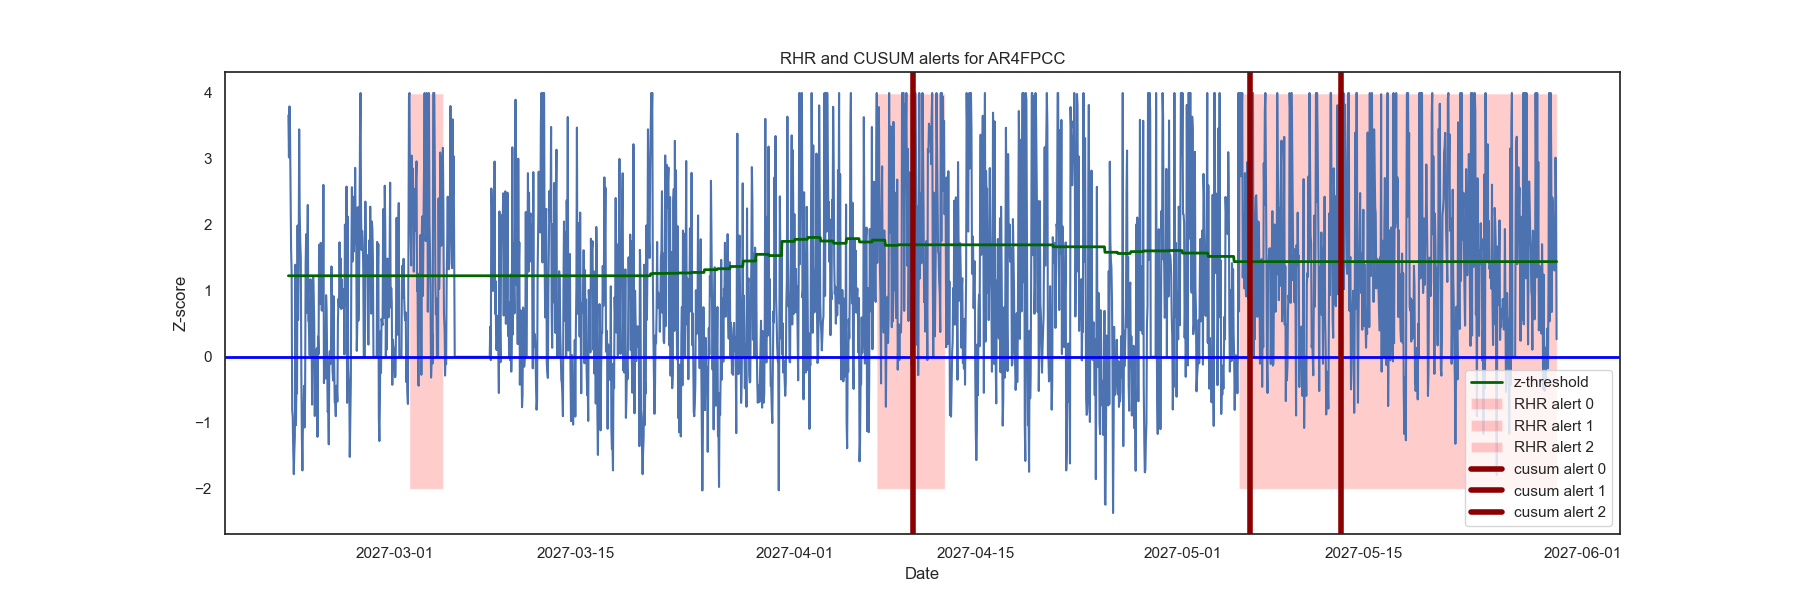 RHR and CUSUM alerts for AR4FPCC
4
3
2
1
0
−1
−2
Z-score
z-threshold
RHR alert 0
RHR alert 1
RHR alert 2
cusum alert 0
cusum alert 1
cusum alert 2
2027-03-01 2027-03-15 2027-04-01 2027-04-15 2027-05-01 2027-05-15 2027-06-01
Date